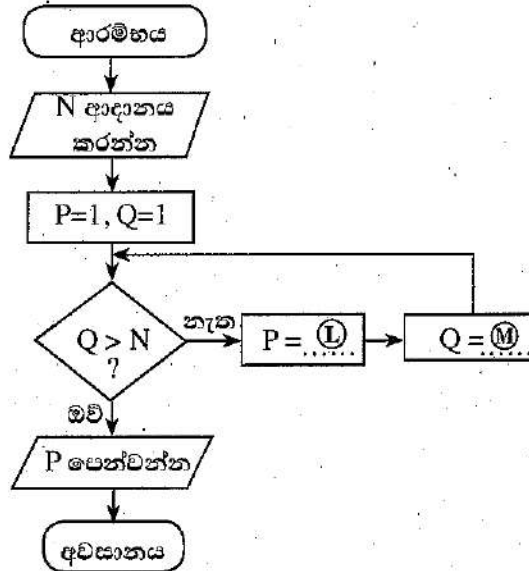 ආරම්භය
N ආදානය
කරන්න
P=1, Q=1
Q > N
?
නැත
P = Ⓛ
Q = Ⓜ
ඔව්
P පෙන්වන්න
අවසානය